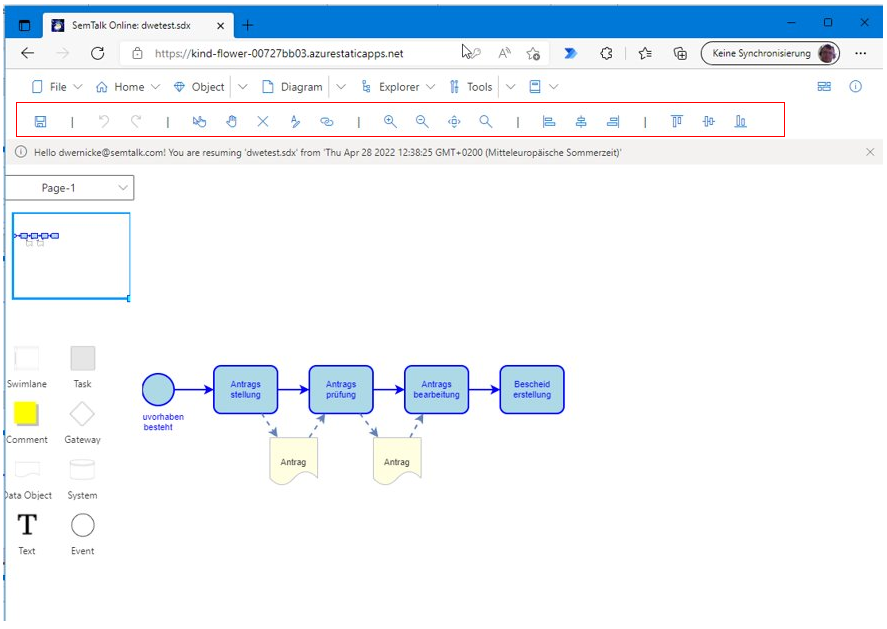 SemTalk Online: dwetest.sdx
https://kind-flower-00727bb03.azurestaticapps.net
Keine Synchronisierung
File Home Object Diagram Explorer Tools
Hello dwernicke@semtalk.com! You are resuming 'dwetest.sdx' from 'Thu Apr 28 2022 12:38:25 GMT+0200 (Mitteleuropäische Sommerzeit)'
Page-1
Swimlane Task
Comment Gateway
Data Object System
T
Text Event
uvorhaben
besteht
Antrags
stellung
Antrags
prüfung
Antrags
bearbeitung
Bescheid
erstellung
Antrag
Antrag